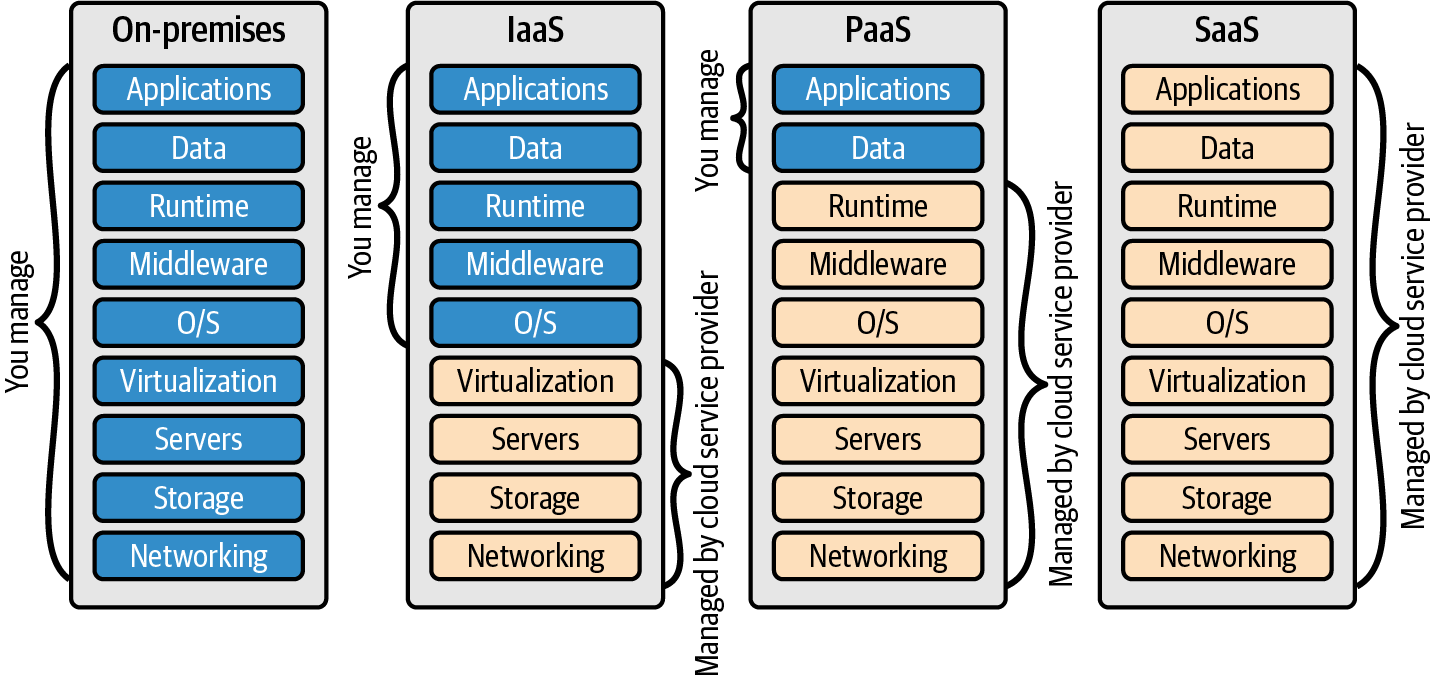 On-premises
You manage
Applications
Data
Runtime
Middleware
O/S
Virtualization
Servers
Storage
Networking
IaaS
You manage
Applications
Data
Runtime
Middleware
O/S
Virtualization
Servers
Storage
Networking
Managed by cloud service provider
PaaS
You manage
Applications
Data
Runtime
Middleware
O/S
Virtualization
Servers
Storage
Networking
Managed by cloud service provider
SaaS
Applications
Data
Runtime
Middleware
O/S
Virtualization
Servers
Storage
Networking
Managed by cloud service provider